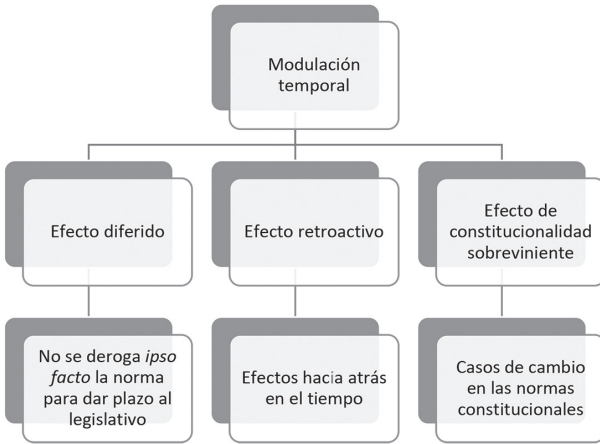 Modulación
temporal
Efecto diferido
Efecto retroactivo
Efecto de
constitucionalidad
sobreviniente
No se deroga ipso
facto la norma
para dar plazo al
legislativo
Efectos hacia atrás
en el tiempo
Casos de cambio
en las normas
constitucionales